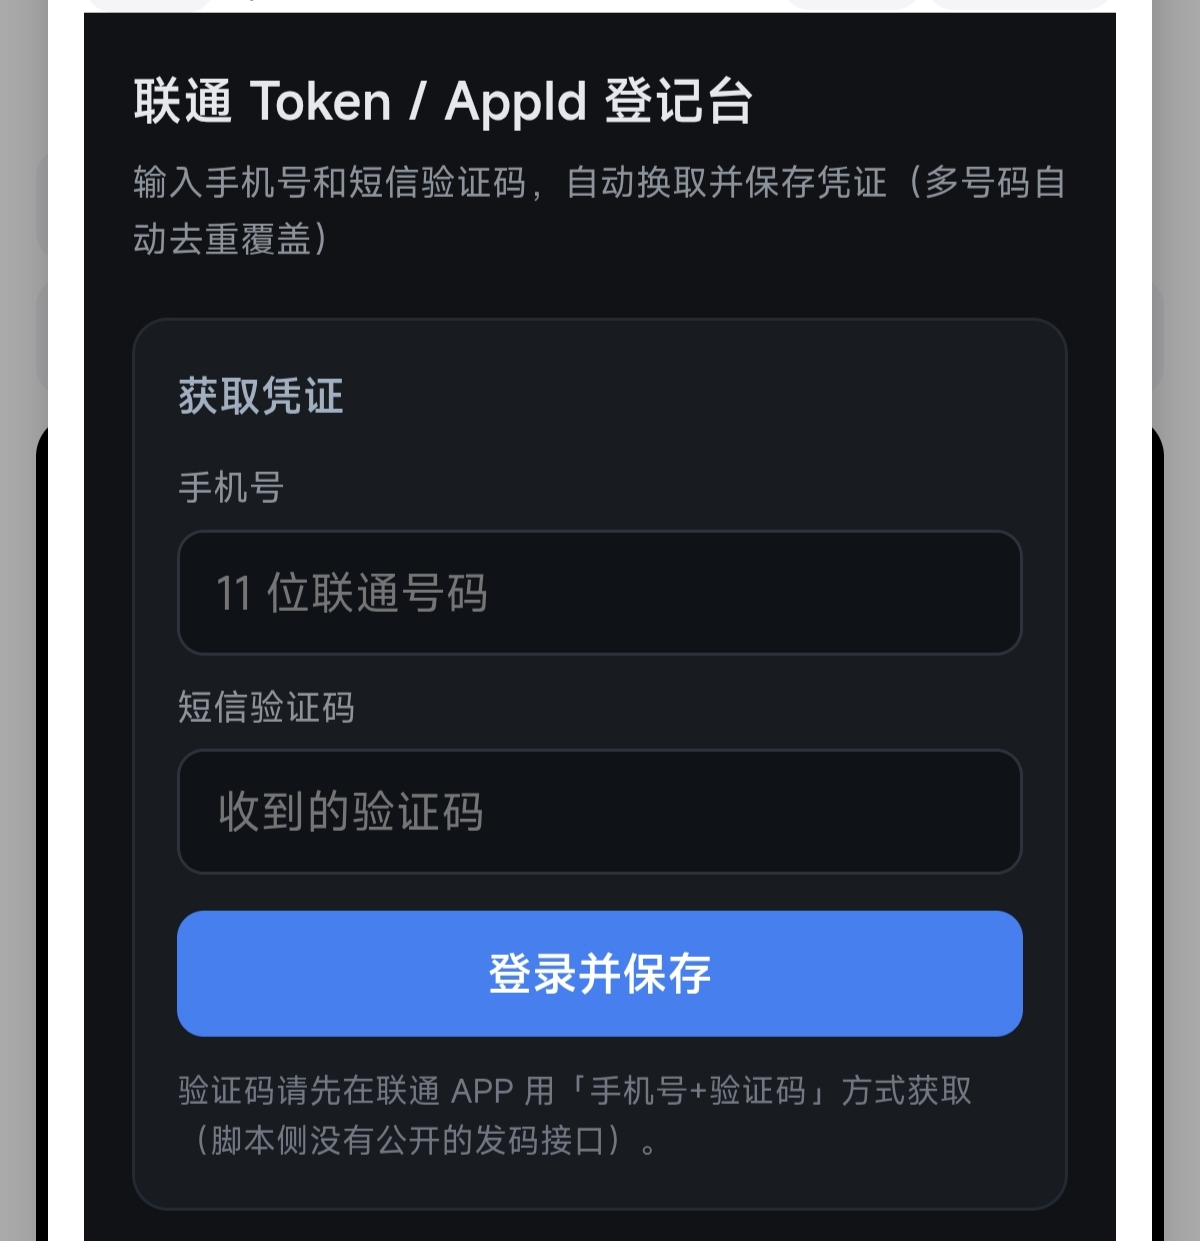 联通 Token / AppId 登记台
输入手机号和短信验证码，自动换取并保存凭证（多号码自
动去重覆盖）
获取凭证
手机号
11 位联通号码
短信验证码
收到的验证码
登录并保存
验证码请先在联通 APP 用「手机号+验证码」方式获取
（脚本侧没有公开的发码接口）。